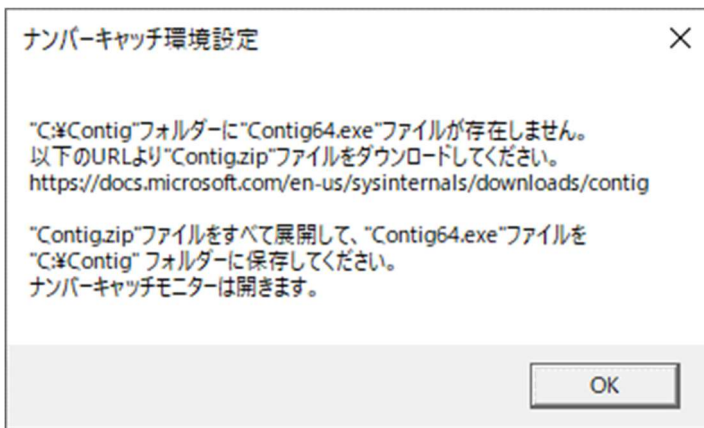 ナンバーキャッチ環境設定
"C:¥Contig"フォルダーに"Contig64.exe"ファイルが存在しません。
以下のURLより"Contig.zip"ファイルをダウンロードしてください。
https://docs.microsoft.com/en-us/sysinternals/downloads/contig
"Contig.zip"ファイルをすべて展開して、"Contig64.exe"ファイルを
"C:¥Contig" フォルダーに保存してください。
ナンバーキャッチモニターは開きます。
OK